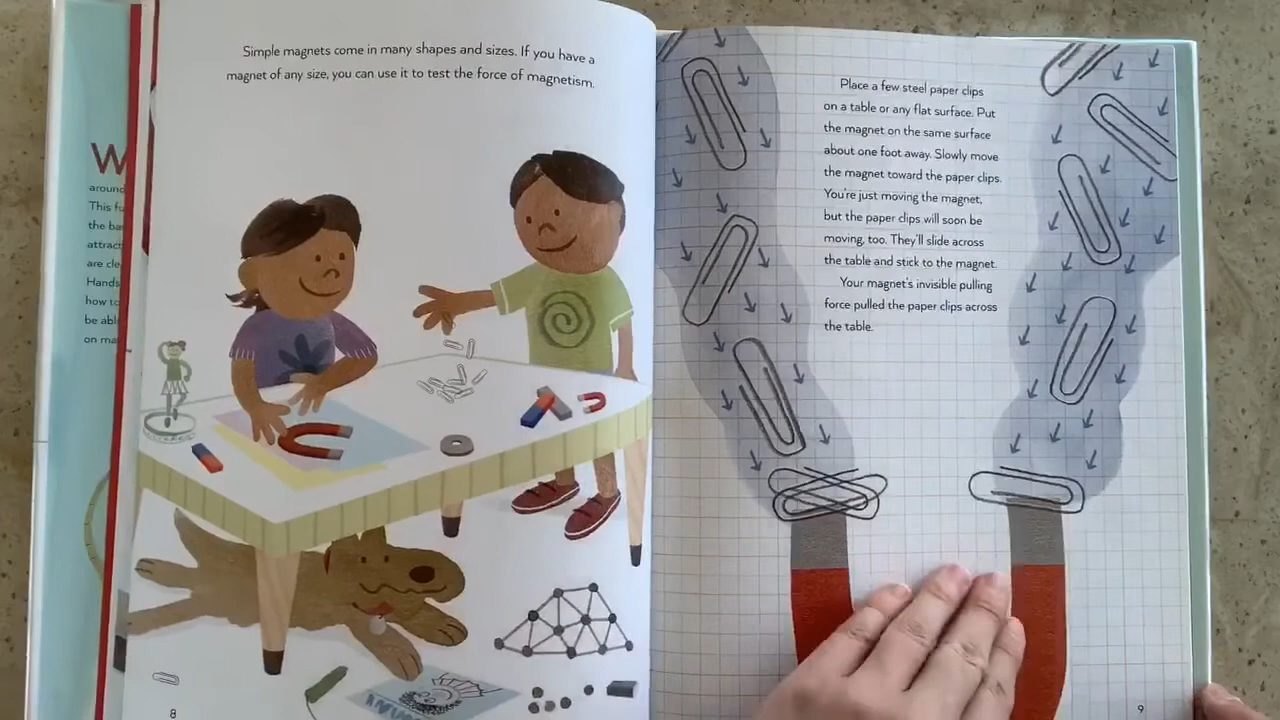 W
around
This fu
the ba
attract
are cle
Hands
how to
be abl
on ma
Simple magnets come in many shapes and sizes. If you have a
magnet of any size, you can use it to test the force of magnetism.
8
Place a few steel paper clips
on a table or any flat surface. Put
the magnet on the same surface
about one foot away. Slowly move
the magnet toward the paper clips.
You're just moving the magnet,
but the paper clips will soon be
moving, too. They'll slide across
the table and stick to the magnet.
Your magnet's invisible pulling
force pulled the paper clips across
the table.
9